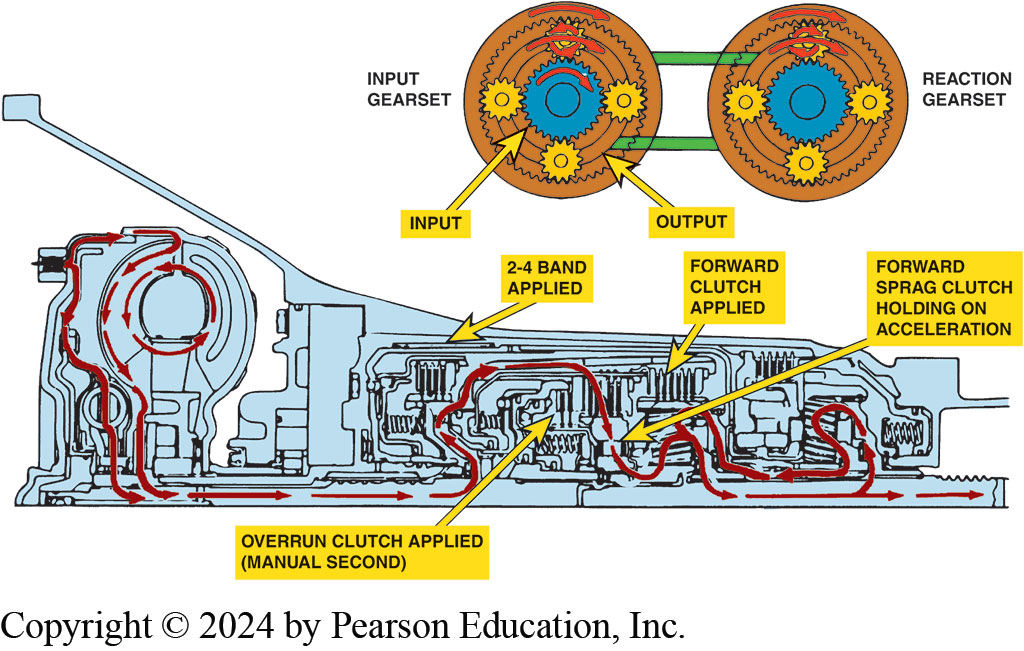 INPUT
GEARSET
REACTION
GEARSET
INPUT
OUTPUT
2-4 BAND
APPLIED
FORWARD
CLUTCH
APPLIED
FORWARD
SPRAG CLUTCH
HOLDING ON
ACCELERATION
OVERRUN CLUTCH APPLIED
(MANUAL SECOND)
Copyright © 2024 by Pearson Education, Inc.